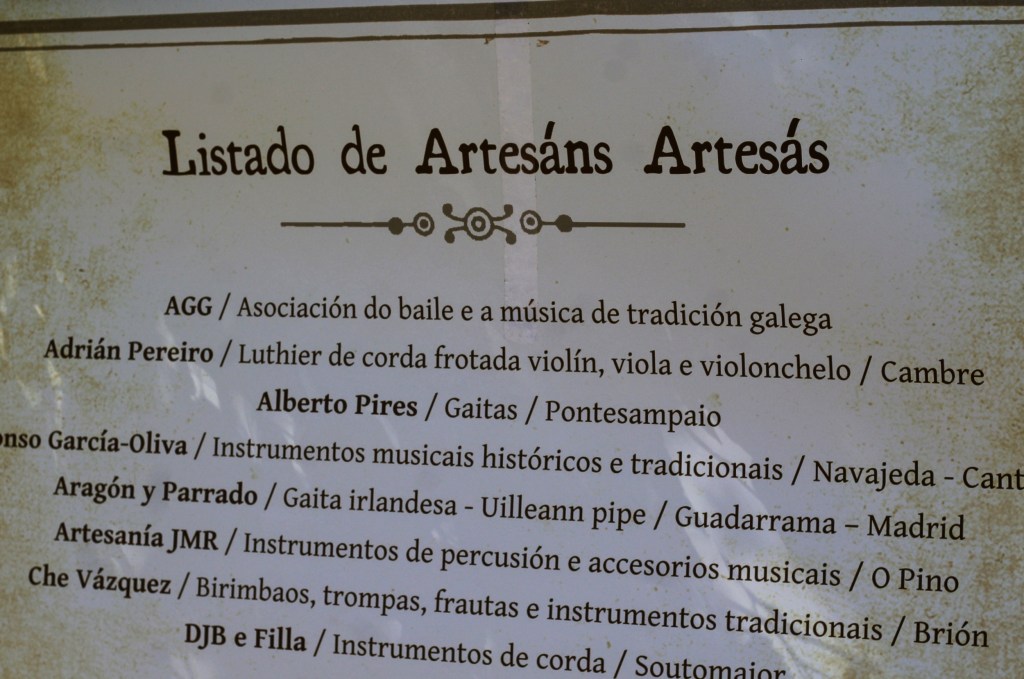 Listado de Artesáns Artesás
AGG / Asociación do baile e a música de tradición galega
Adrián Pereiro / Luthier de corda frotada violín, viola e violonchelo / Cambre
Alberto Pires / Gaitas / Pontesampaio
García-Oliva / Instrumentos musicais históricos e tradicionais / Navajeda -
Aragón y Parrado / Gaita irlandesa - Uilleann pipe / Guadarrama – Madrid
Artesanía JMR / Instrumentos de percusión e accesorios musicais / O Pino
Che Vázquez / Birimbaos, trompas, frautas e instrumentos tradicionais / Brión
DJB e Filla / Instrumentos de corda / Soutomaior